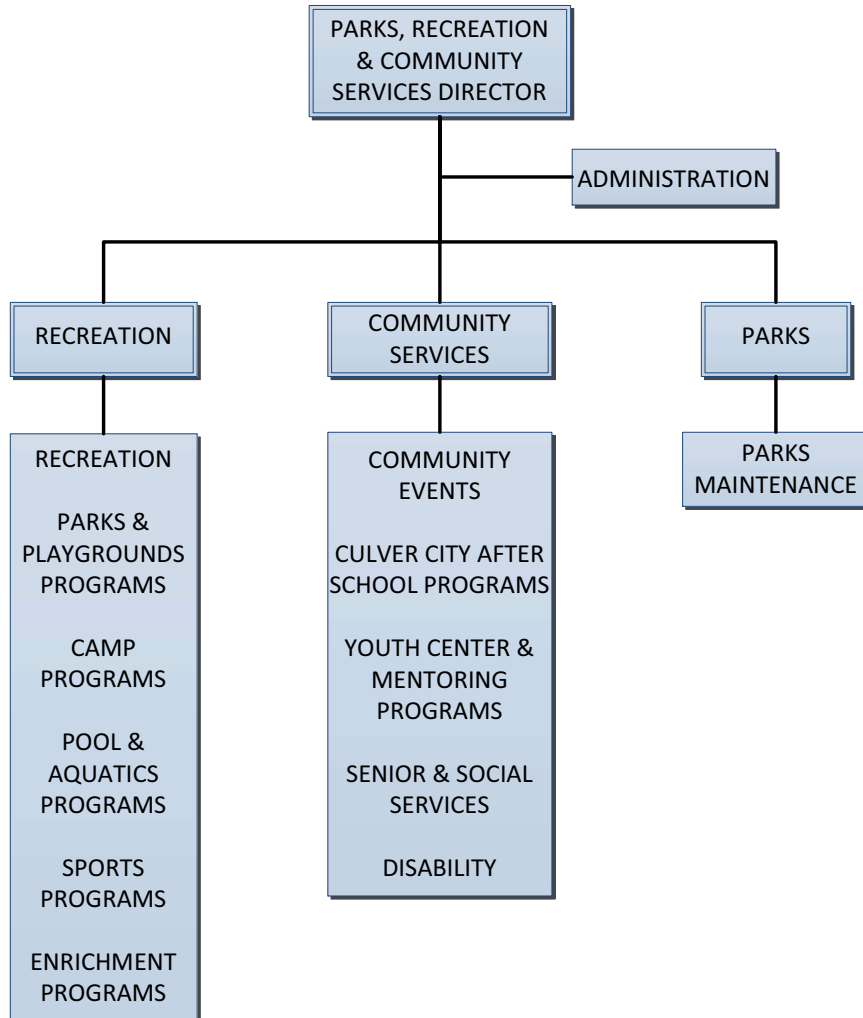 PARKS, RECREATION
& COMMUNITY
SERVICES DIRECTOR
ADMINISTRATION
RECREATION
COMMUNITY
SERVICES
PARKS
RECREATION
PARKS &
PLAYGROUNDS
PROGRAMS
CAMP
PROGRAMS
POOL &
AQUATICS
PROGRAMS
SPORTS
PROGRAMS
ENRICHMENT
PROGRAMS
COMMUNITY
EVENTS
CULVER CITY AFTER
SCHOOL PROGRAMS
YOUTH CENTER &
MENTORING
PROGRAMS
SENIOR & SOCIAL
SERVICES
DISABILITY
PARKS
MAINTENANCE